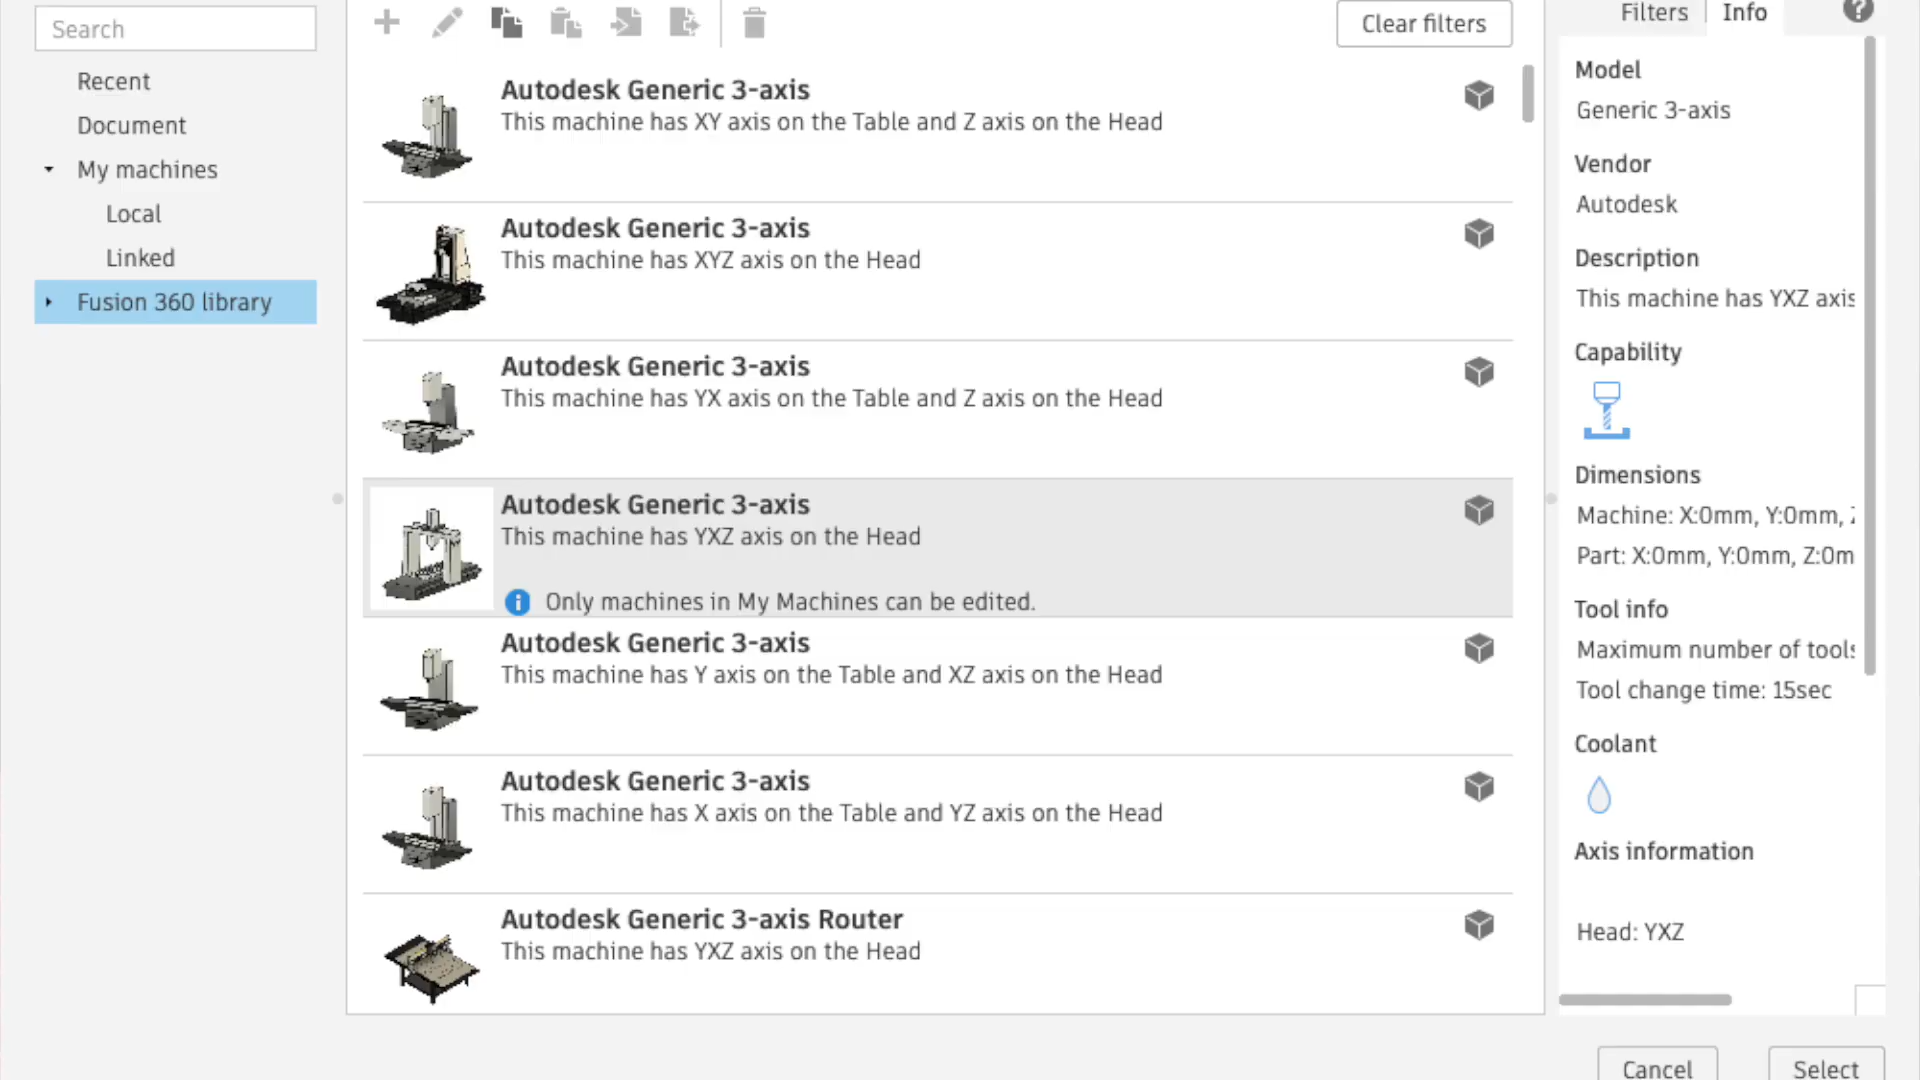 Search
Recent
Document
My machines
Local
Linked
Fusion 360 library
Clear filters
Autodesk Generic 3-axis
This machine has XY axis on the Table and Z axis on the Head
Autodesk Generic 3-axis
This machine has XYZ axis on the Head
Autodesk Generic 3-axis
This machine has YX axis on the Table and Z axis on the Head
Autodesk Generic 3-axis
This machine has YXZ axis on the Head
Only machines in My Machines can be edited.
Autodesk Generic 3-axis
This machine has Y axis on the Table and XZ axis on the Head
Autodesk Generic 3-axis
This machine has X axis on the Table and YZ axis on the Head
Autodesk Generic 3-axis Router
This machine has YXZ axis on the Head
Filters
Info
?
Model
Generic 3-axis
Vendor
Autodesk
Description
This machine has YXZ axis
Capability
Dimensions
Machine: X:0mm, Y:0mm,
Part: X:0mm, Y:0mm, Z:0m
Tool info
Maximum number of tools
Tool change time: 15sec
Coolant
Axis information
Head: YXZ
Cancel
Select